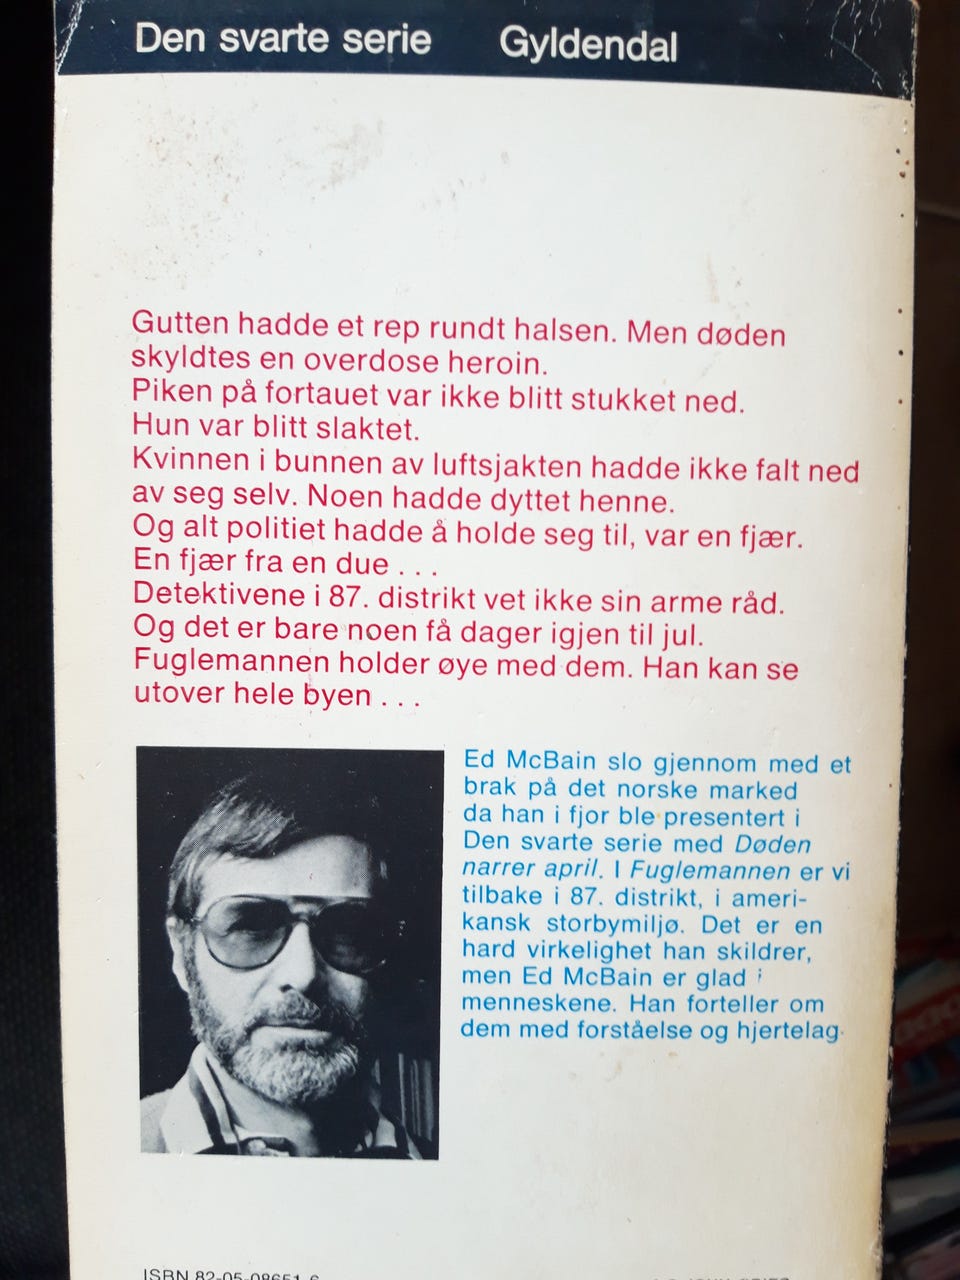 Den svarte serie Gyldendal
Gutten hadde et rep rundt halsen. Men døden
skyldtes en overdose heroin.
Piken på fortauet var ikke blitt stukket ned.
Hun var blitt slaktet.
Kvinnen i bunnen av luftsjakten hadde ikke falt ned
av seg selv. Noen hadde dyttet henne.
Og alt politiet hadde å holde seg til, var en fjær.
En fjær fra en due . . .
Detektivene i 87. distrikt vet ikke sin arme råd.
Og det er bare noen få dager igjen til jul.
Fuglemannen holder øye med dem. Han kan se
utover hele byen . . .
Ed McBain slo gjennom med et
brak på det norske marked
da han i fjor ble presentert i
Den svarte serie med Døden
narrer april. I Fuglemannen er vi
tilbake i 87. distrikt, i ameri-
kansk storbymiljø. Det er en
hard virkelighet han skildrer,
men Ed McBain er glad i
menneskene. Han forteller om
dem med forståelse og hjertelag.
ISBN 82-05-08651-6